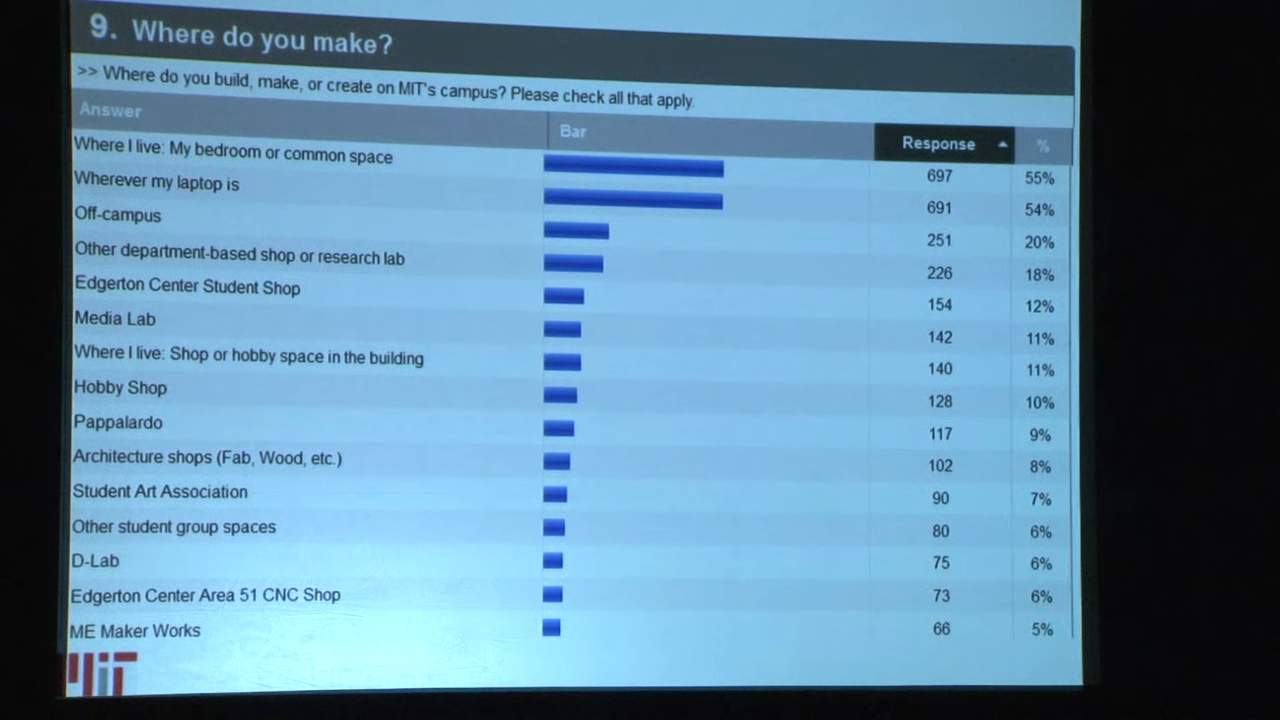 9. Where do you make?
>> Where do you build, make, or create on MIT's campus? Please check all that apply.
Answer Bar Response %
Where I live: My bedroom or common space 697 55%
Wherever my laptop is 691 54%
Off-campus 251 20%
Other department-based shop or research lab 226 18%
Edgerton Center Student Shop 154 12%
Media Lab 142 11%
Where I live: Shop or hobby space in the building 140 11%
Hobby Shop 128 10%
Pappalardo 117 9%
Architecture shops (Fab, Wood, etc.) 102 8%
Student Art Association 90 7%
Other student group spaces 80 6%
D-Lab 75 6%
Edgerton Center Area 51 CNC Shop 73 6%
ME Maker Works 66 5%
MIT